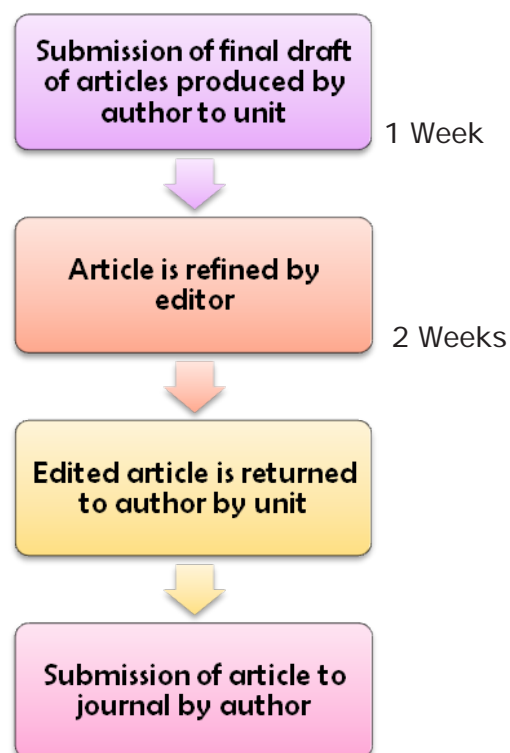 Submission of final draft
of articles produced by
author to unit
1 Week
Article is refined by
editor
2 Weeks
Edited article is returned
to author by unit
Submission of article to
journal by author